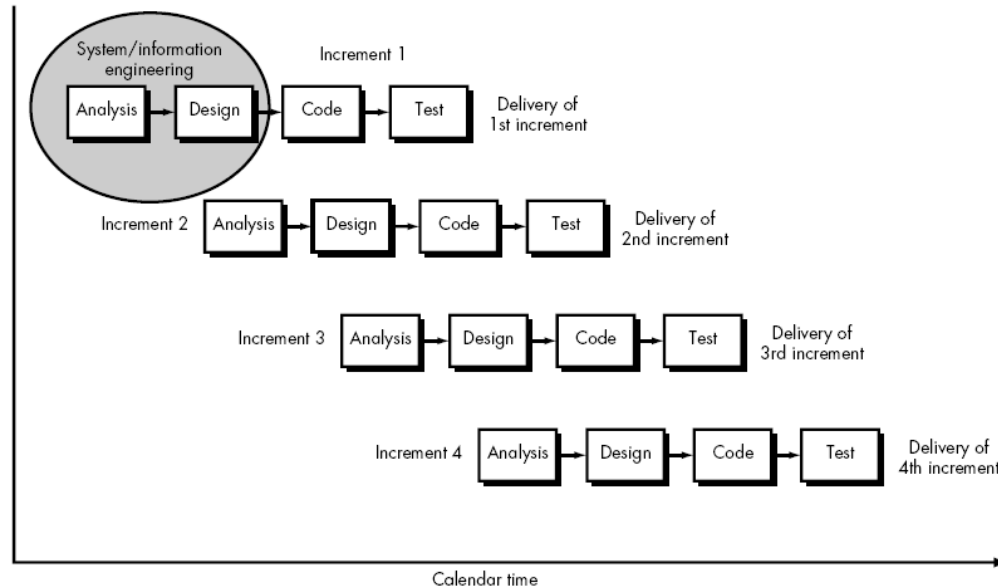 System/information
engineering
Increment 1
Analysis
Design
Code
Test
Delivery of
1st increment
Increment 2
Analysis
Design
Code
Test
Delivery of
2nd increment
Increment 3
Analysis
Design
Code
Test
Delivery of
3rd increment
Increment 4
Analysis
Design
Code
Test
Delivery of
4th increment
Calendar time